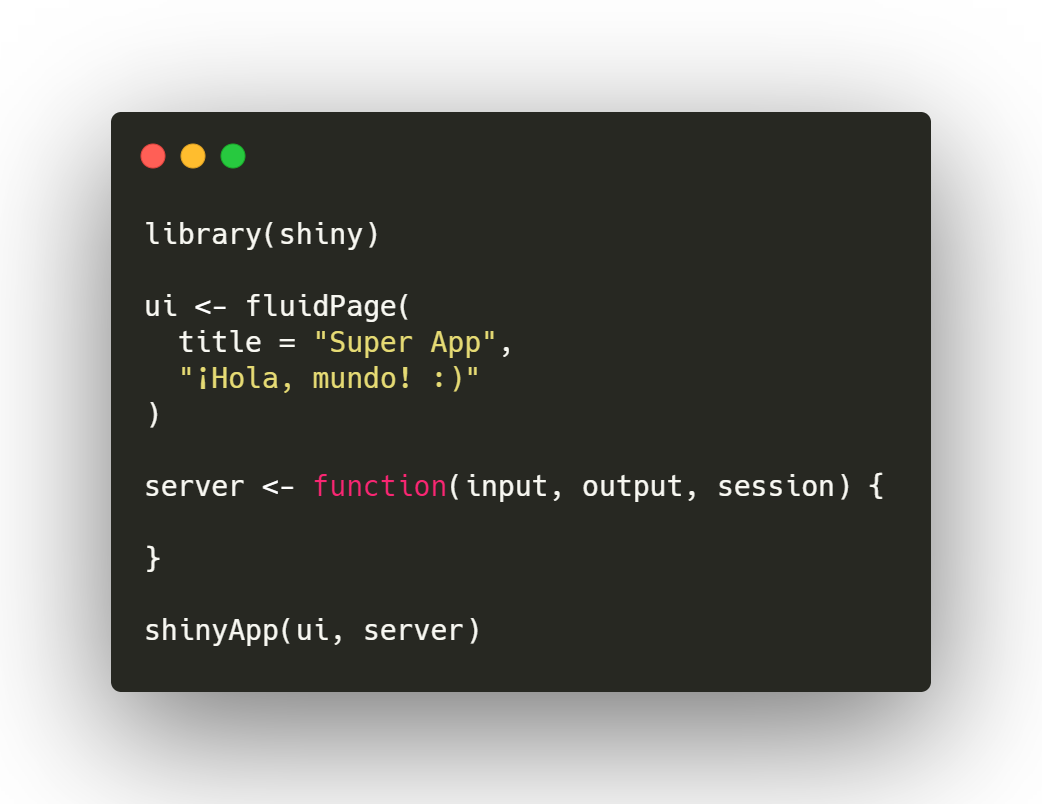 library(shiny)
ui <- fluidPage(
  title = "Super App",
  "¡Hola, mundo! :)"
)
server <- function(input, output, session) {
}
shinyApp(ui, server)